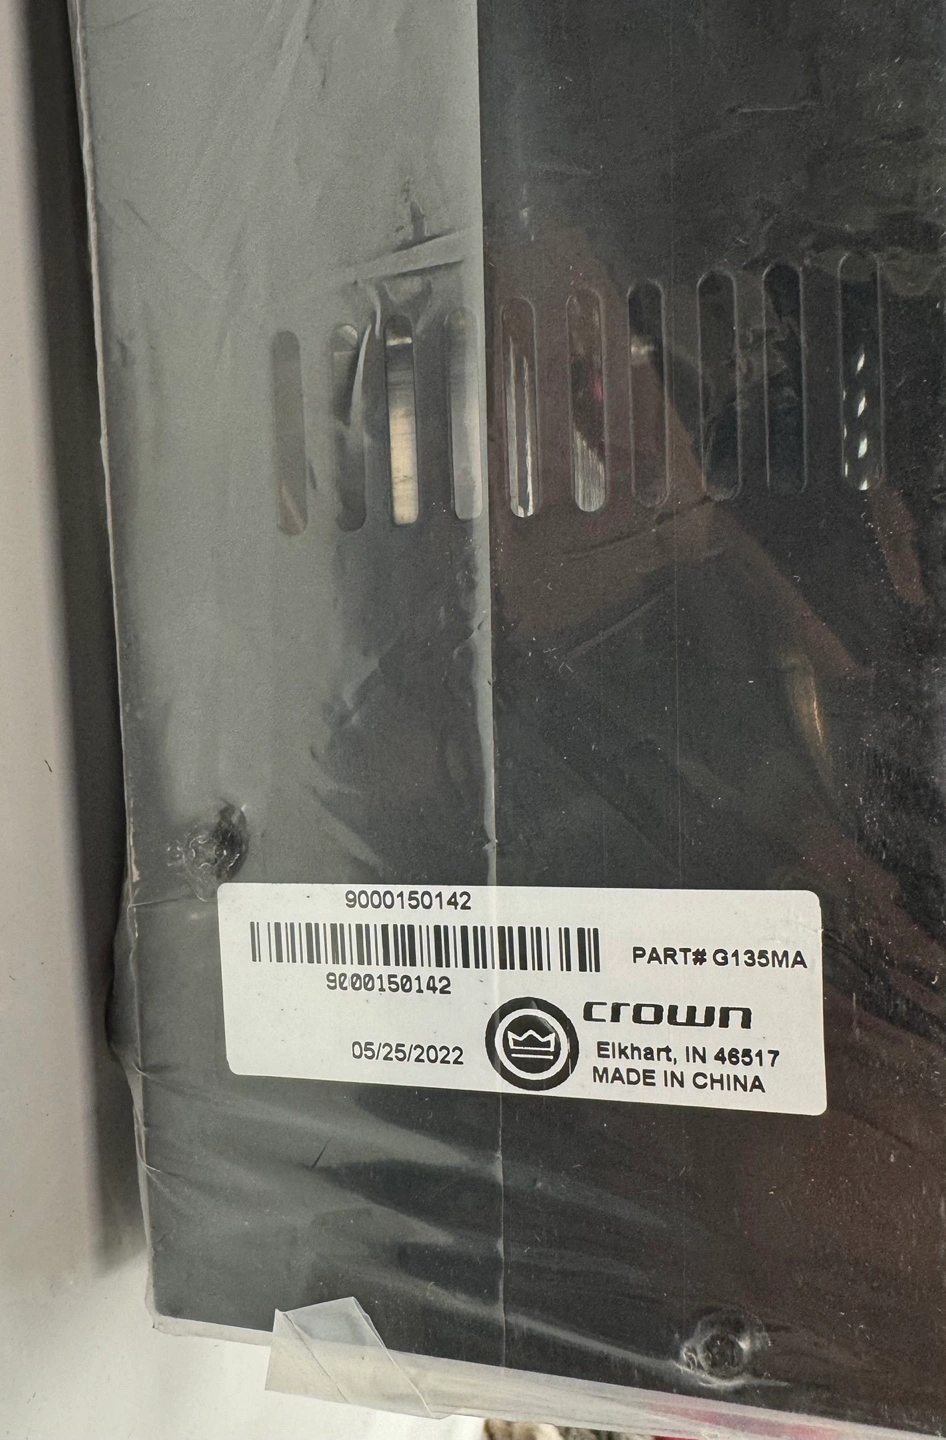 9000150142
PART# G135MA
9000150142
crown
05/25/2022
Elkhart, IN 46517
MADE IN CHINA